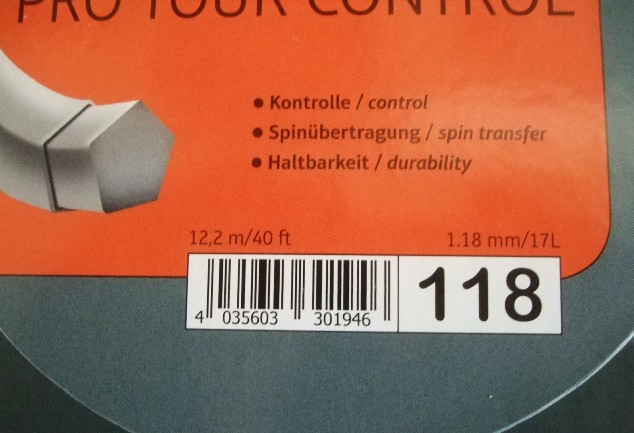 PRO TOUR CONTROL
• Kontrolle / control
• Spinübertragung / spin transfer
• Haltbarkeit / durability
12,2 m/40 ft 1.18 mm/17L
4 035603 301946 118